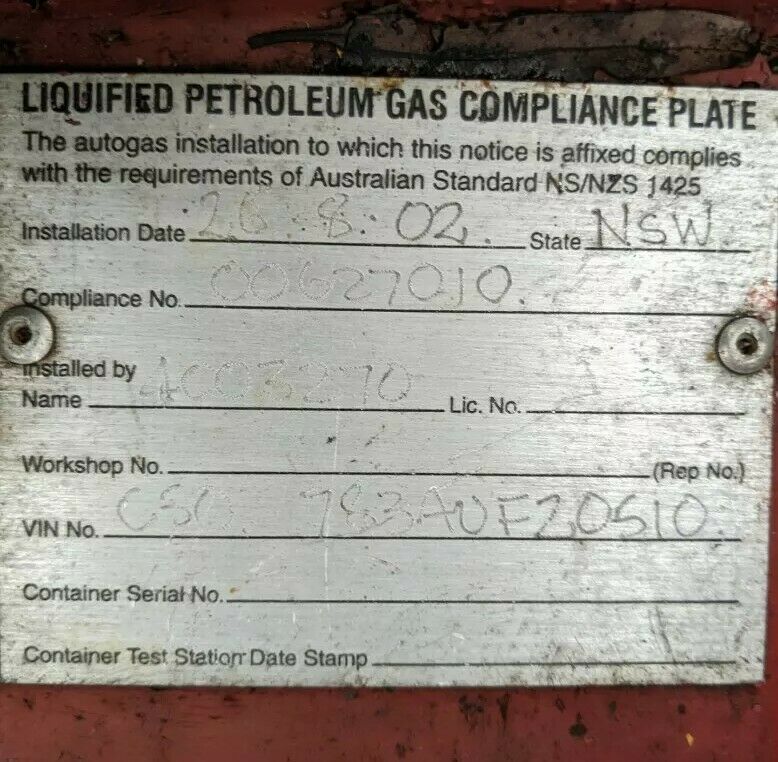 LIQUIFIED PETROLEUM GAS COMPLIANCE PLATE
The autogas installation to which this notice is affixed complies
with the requirements of Australian Standard NS/NZS 1425
Installation Date 26.8.02. State NSW.
Compliance No. 00627010.
Installed by
Name 4003270 Lic. No.
Workshop No. (Rep No.)
VIN No.
Container Serial No.
Container Test Station Date Stamp